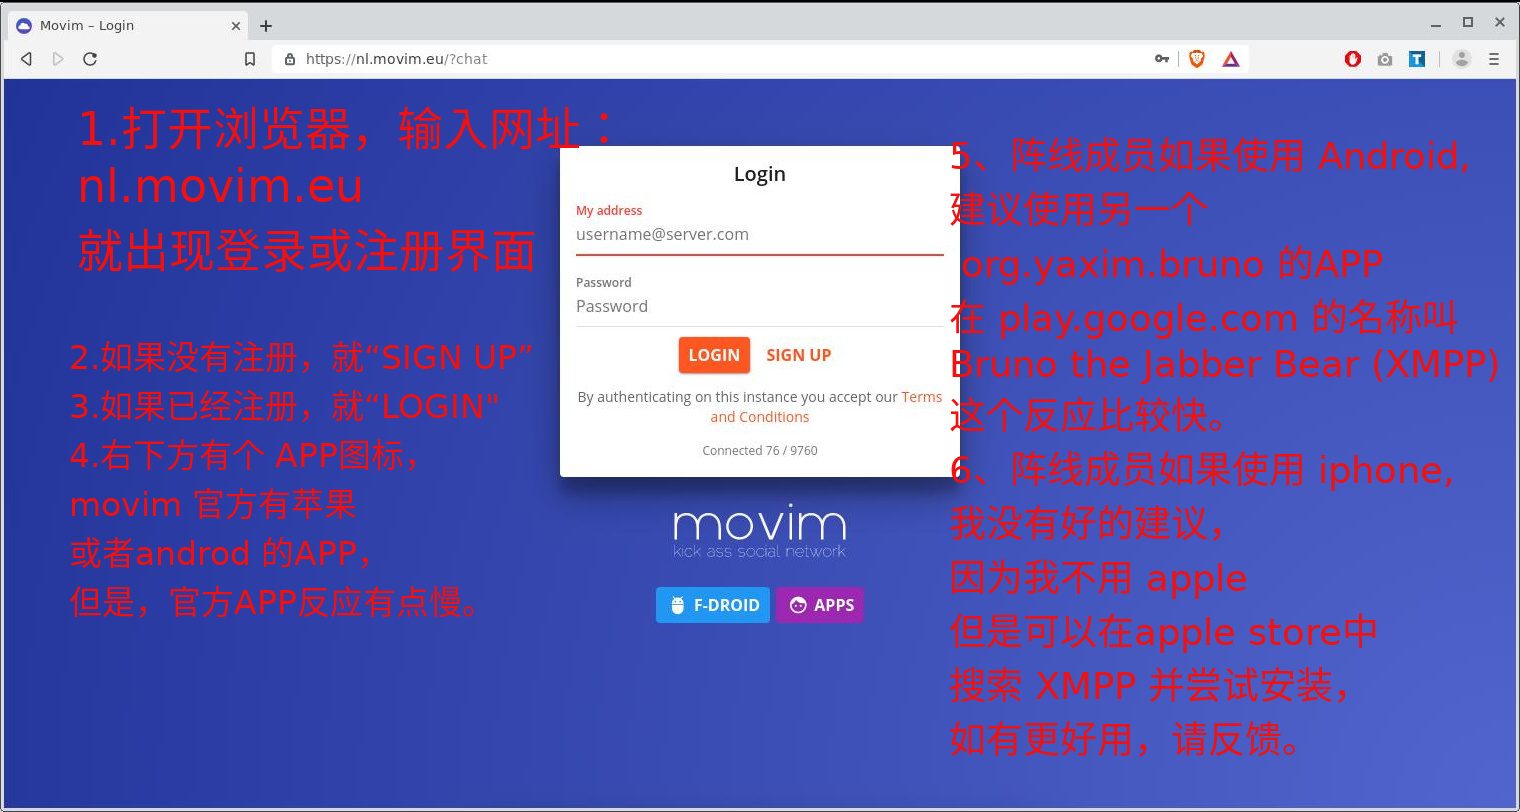 Movim – Login
https://nl.movim.eu/?chat
1.打开浏览器，输入网址：
nl.movim.eu
就出现登录或注册界面
2.如果没有注册，就“SIGN UP”
3.如果已经注册，就“LOGIN"
4.右下方有个 APP图标，
movim 官方有苹果
或者androd 的APP，
但是，官方APP反应有点慢。
Login
My address
username@server.com
Password
Password
LOGIN SIGN UP
By authenticating on this instance you accept our Terms
and Conditions
Connected 76 / 9760
movim
kick ass social network
F-DROID APPS
5、阵线成员如果使用 Android,
建议使用另一个
org.yaxim.bruno 的APP
在 play.google.com 的名称叫
Bruno the Jabber Bear (XMPP)
这个反应比较快。
6、阵线成员如果使用 iphone,
我没有好的建议，
因为我不用 apple
但是可以在apple store中
搜索 XMPP 并尝试安装，
如有更好用，请反馈。